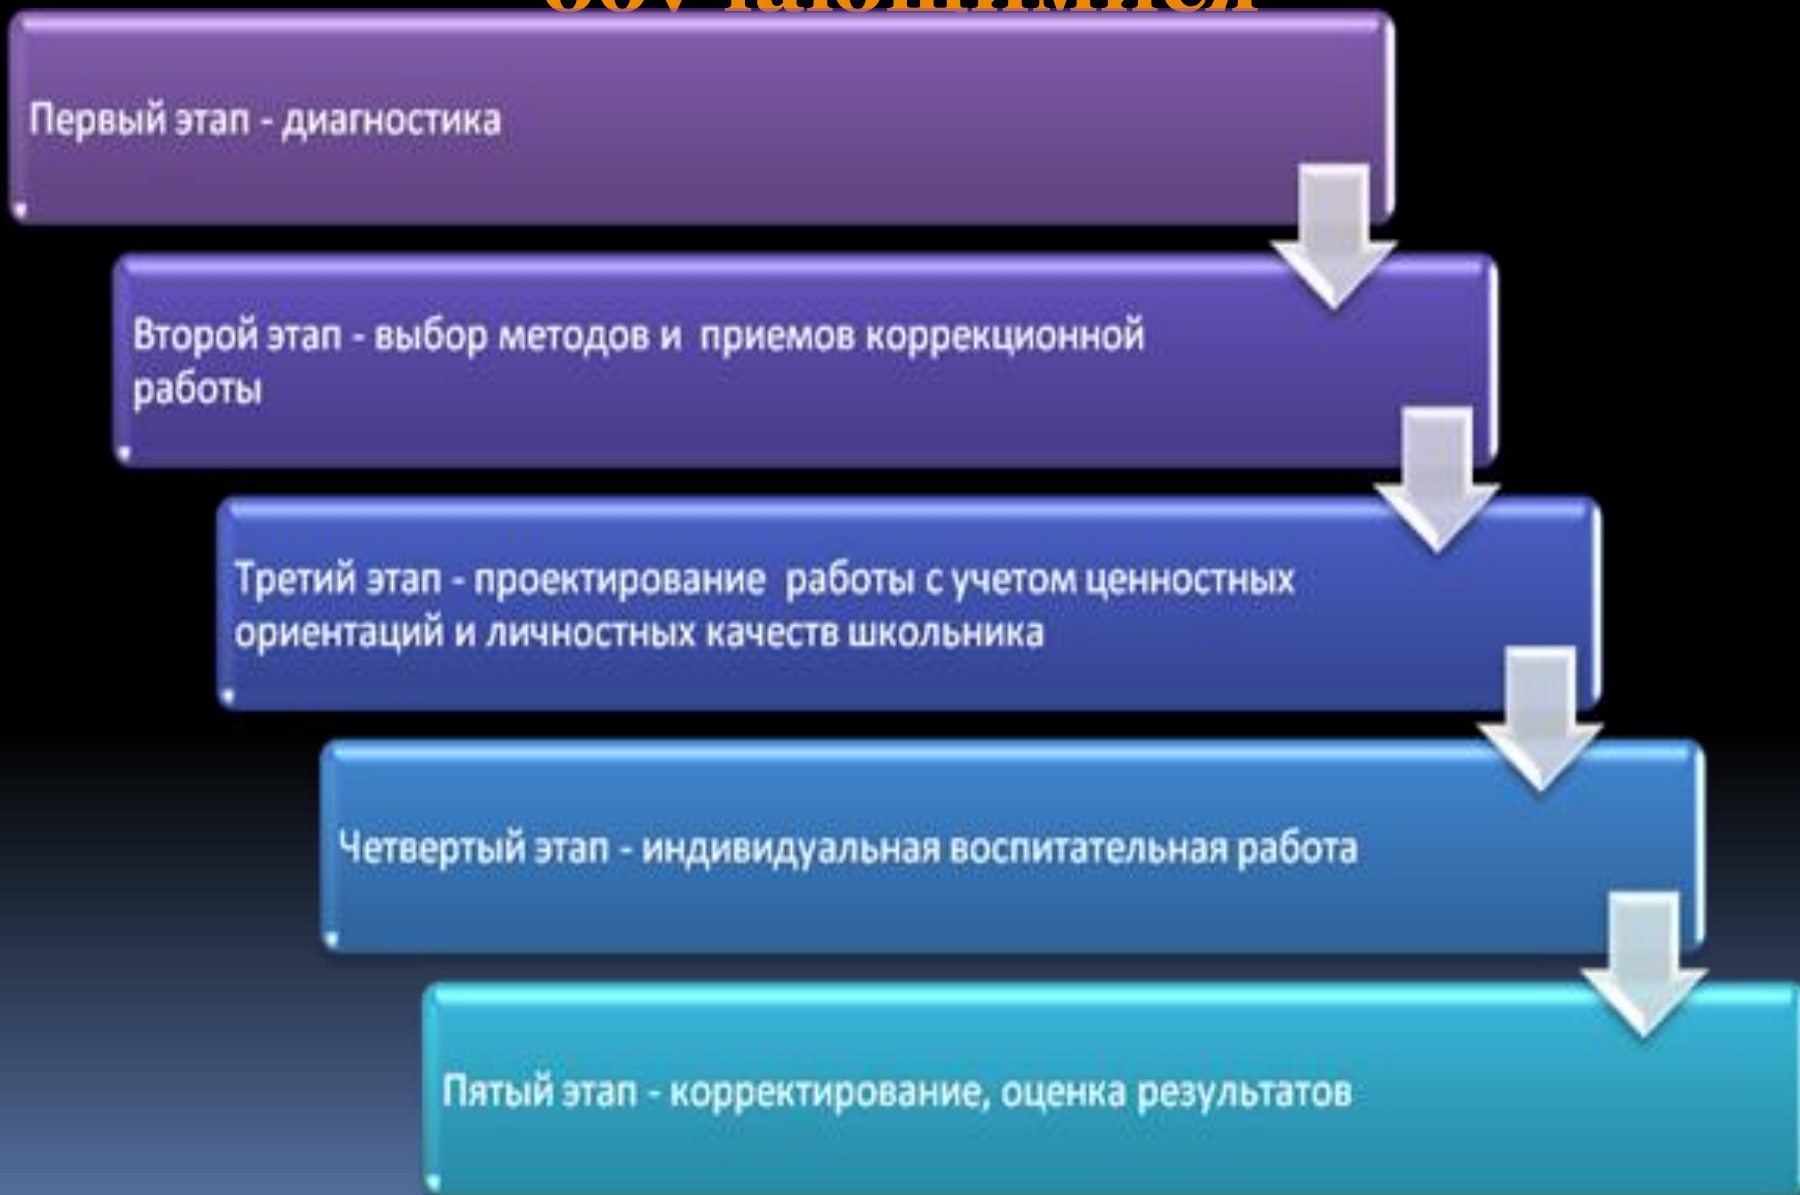 обучающимися
Первый этап - диагностика
Второй этап - выбор методов и приемов коррекционной
работы
Третий этап - проектирование работы с учетом ценностных
ориентаций и личностных качеств школьника
Четвертый этап - индивидуальная воспитательная работа
Пятый этап - корректирование, оценка результатов